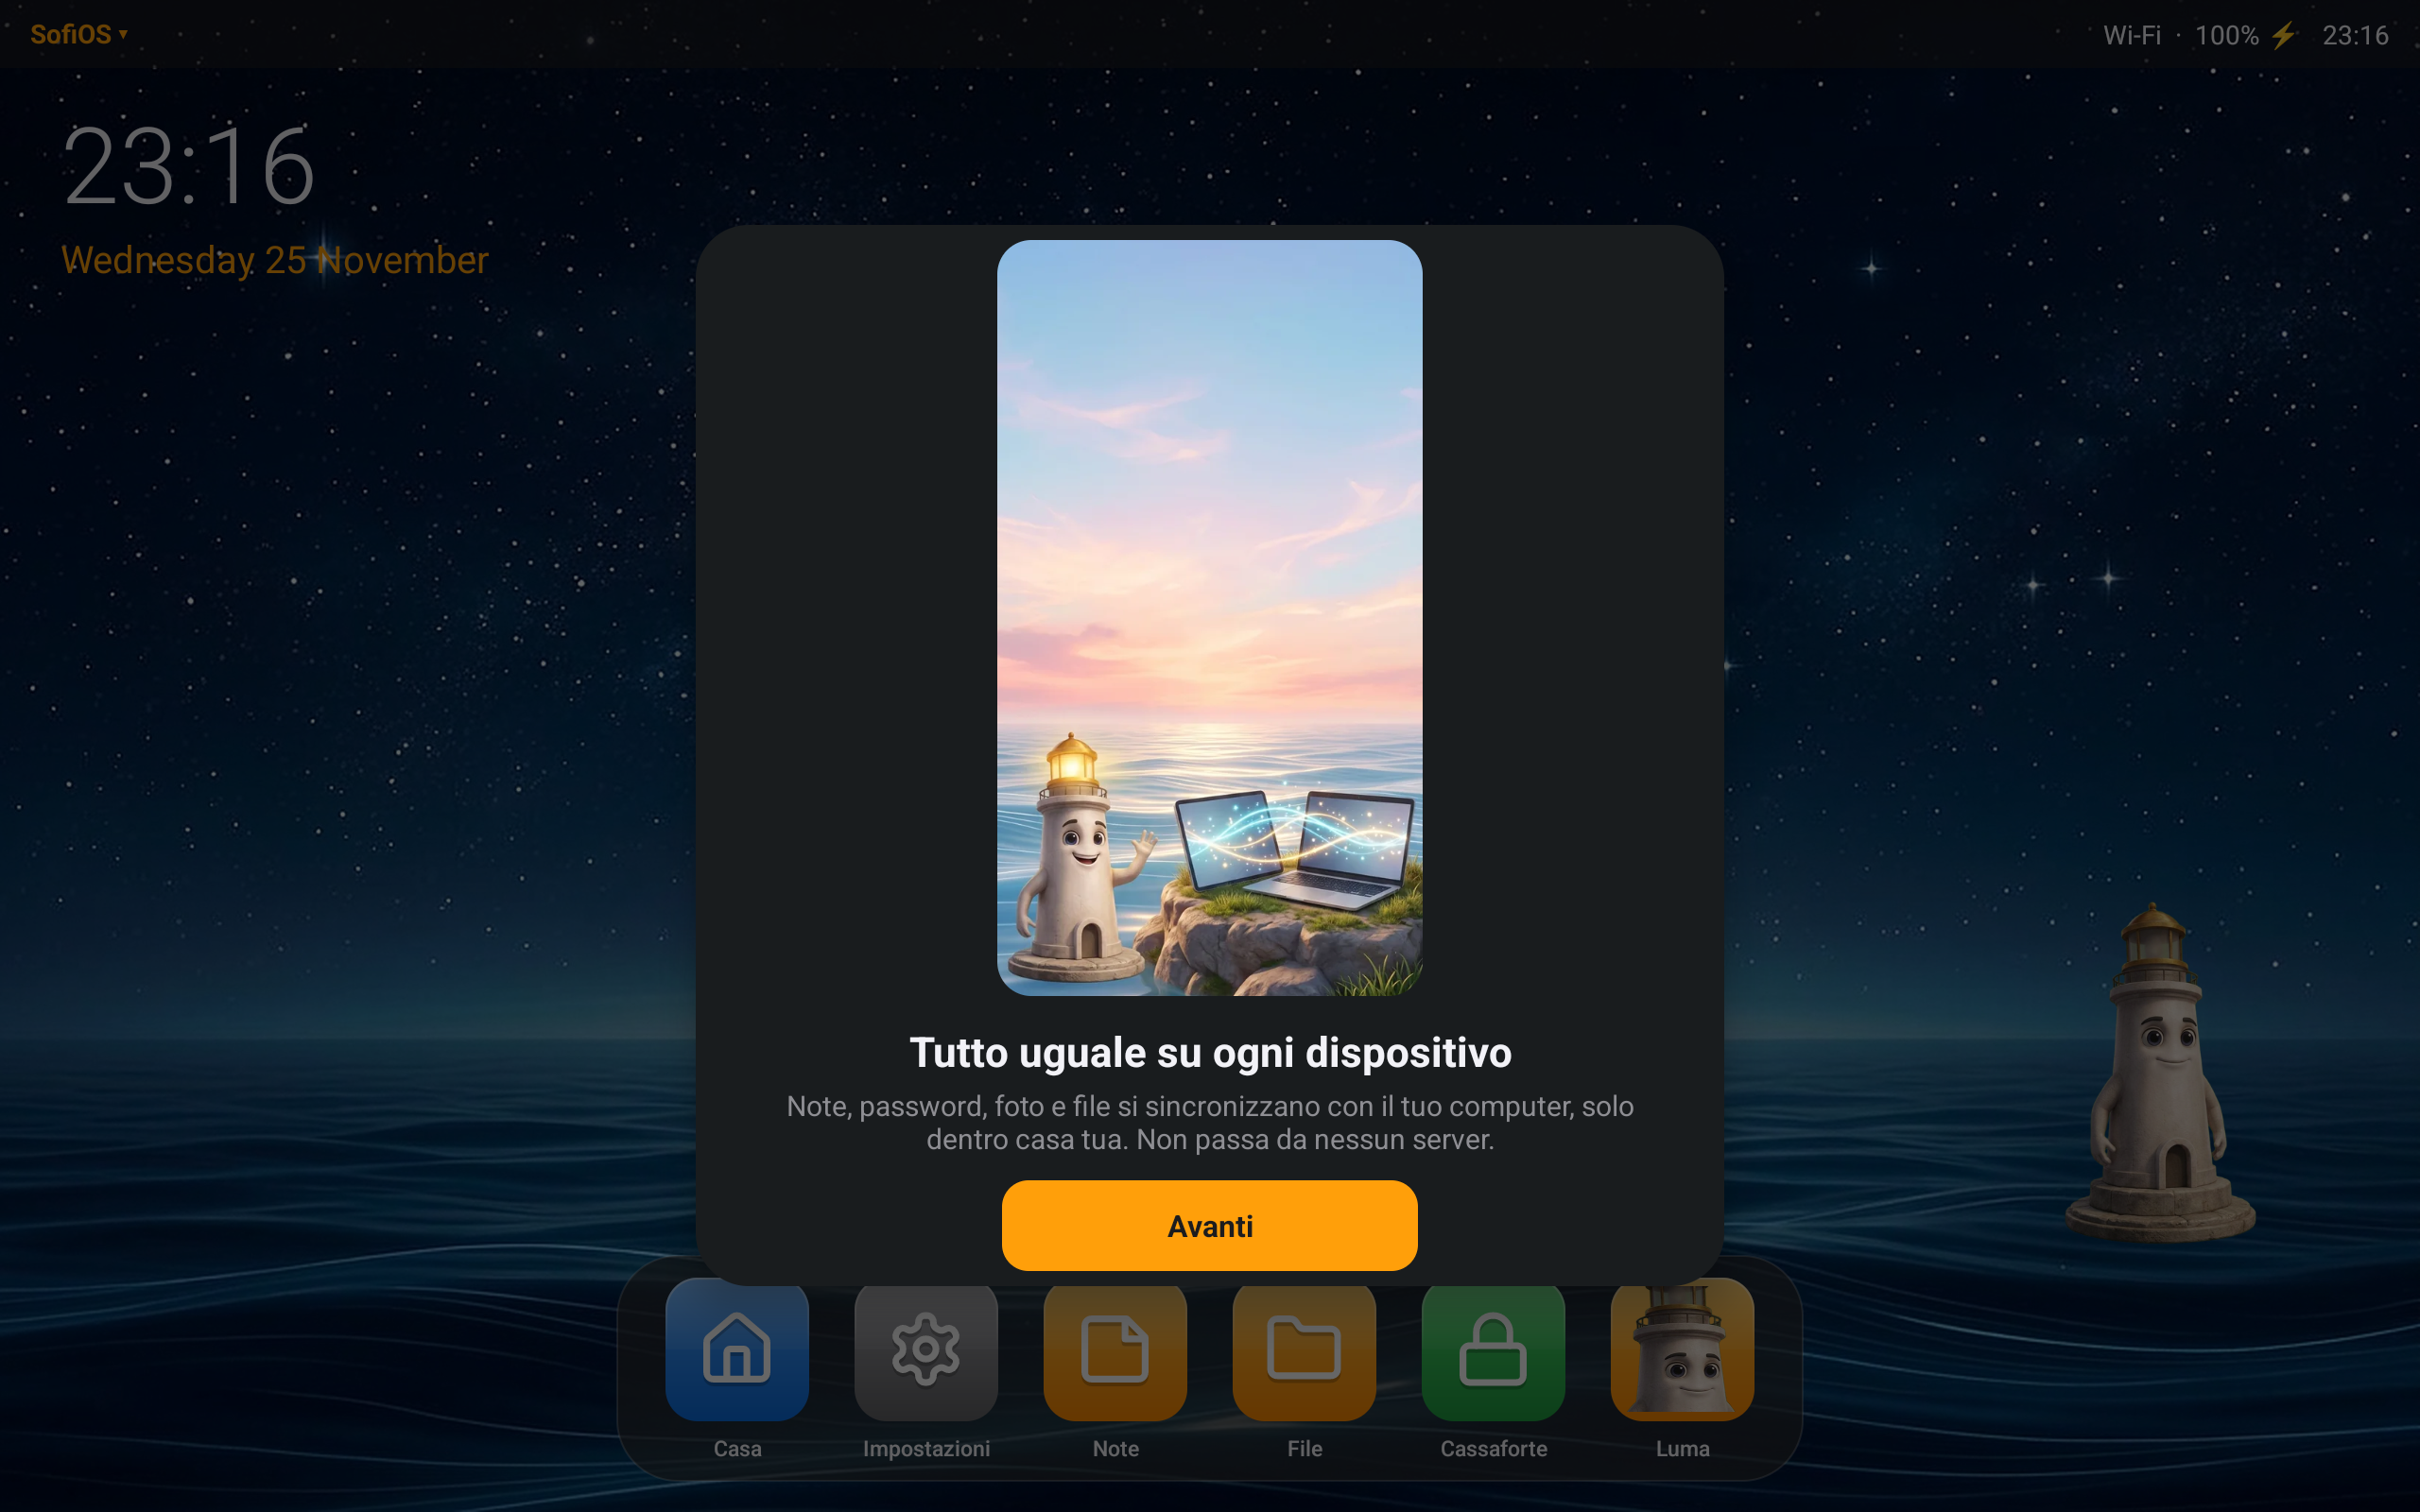 SofiOS ▾
Wi-Fi · 100% ⚡ 23:16
23:16
Wednesday 25 November
Tutto uguale su ogni dispositivo
Note, password, foto e file si sincronizzano con il tuo computer, solo
dentro casa tua. Non passa da nessun server.
Avanti
Casa
Impostazioni
Note
File
Cassaforte
Luma